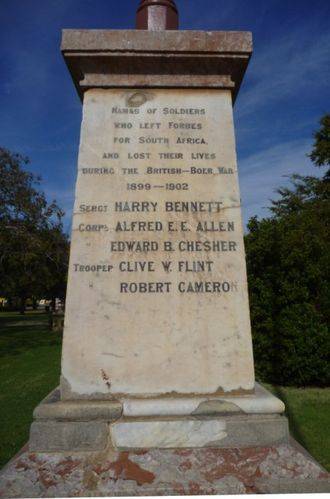 NAMES OF SOLDIERS
WHO LEFT FORBES
FOR SOUTH AFRICA,
AND LOST THEIR LIVES
DURING THE BRITISH-BOER WAR
1899-1902
SERGT HARRY BENNETT
CORPS ALFRED E. E. ALLEN
EDWARD B. CHESHER
TROOPER CLIVE W. FLINT
ROBERT CAMERON